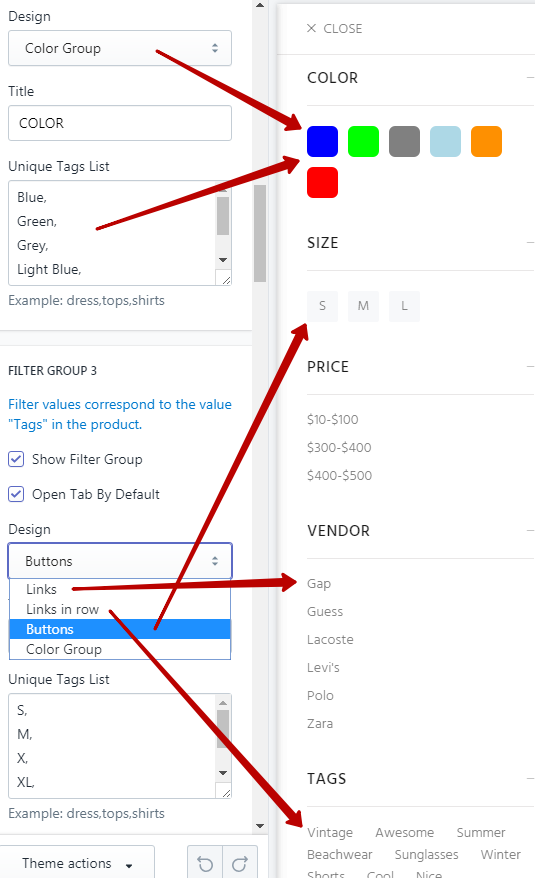 Design
Color Group
Title
COLOR
Unique Tags List
Blue,
Green,
Grey,
Light Blue,
Example: dress,tops,shirts
FILTER GROUP 3
Filter values correspond to the value
"Tags" in the product.
Show Filter Group
Open Tab By Default
Design
Buttons
Links
Links in row
Buttons
Color Group
Unique Tags List
S,
M,
X,
XL,
Example: dress,tops,shirts
Theme actions
× CLOSE
COLOR
SIZE
S M L
PRICE
$10-$100
$300-$400
$400-$500
VENDOR
Gap
Guess
Lacoste
Levi's
Polo
Zara
TAGS
Vintage Awesome Summer
Beachwear Sunglasses Winter
Shorts Cool Nice